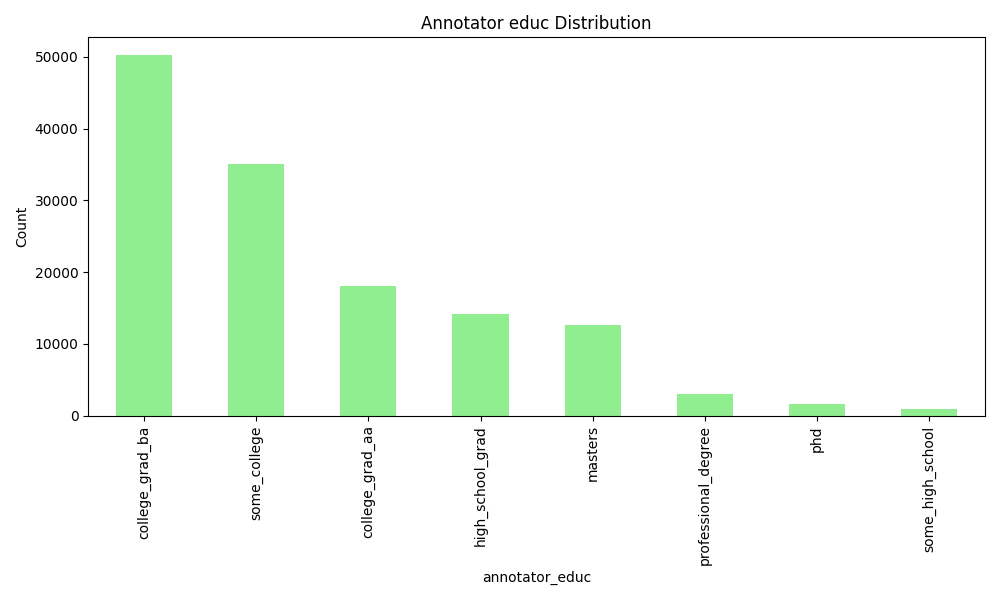 Annotator educ Distribution
Count
50000
40000
30000
20000
10000
0
college_grad_ba
some_college
college_grad_aa
high_school_grad
masters
professional_degree
phd
some_high_school
annotator_educ